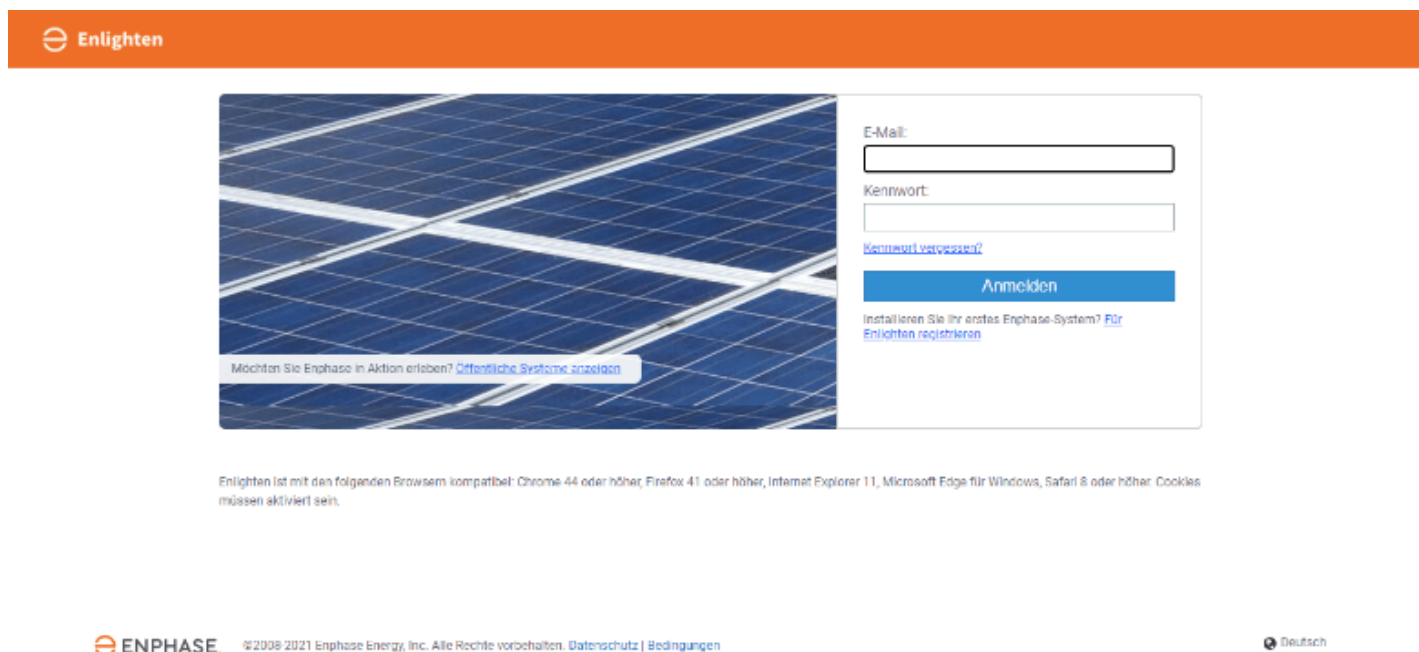 Enlighten
E-Mail:
Kennwort:
Kennwort vergessen?
Anmelden
Installieren Sie Ihr erstes Enphase-System? Für
Enlighten registrieren
Möchten Sie Enphase in Aktion erleben? Öffentliche Systeme anzeigen
Enlighten ist mit den folgenden Browsern kompatibel: Chrome 44 oder höher, Firefox 41 oder höher, Internet Explorer 11, Microsoft Edge für Windows, Safari 8 oder höher. Cookies
müssen aktiviert sein.
ENPHASE. ©2008-2021 Enphase Energy, Inc. Alle Rechte vorbehalten. Datenschutz | Bedingungen
Deutsch